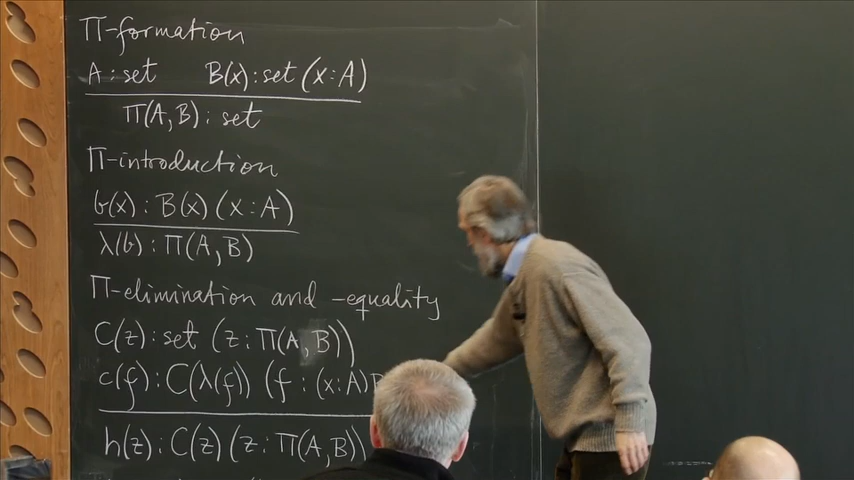 Π-formation
A : set B(x) : set (x : A)
Π(A, B) : set
Π-introduction
b(x) : B(x) (x : A)
λ(b) : Π(A, B)
Π-elimination and -equality
C(z) : set (z : Π(A, B))
c(f) : C(λ(f)) (f : (x : A)
h(z) : C(z) (z : Π(A, B))